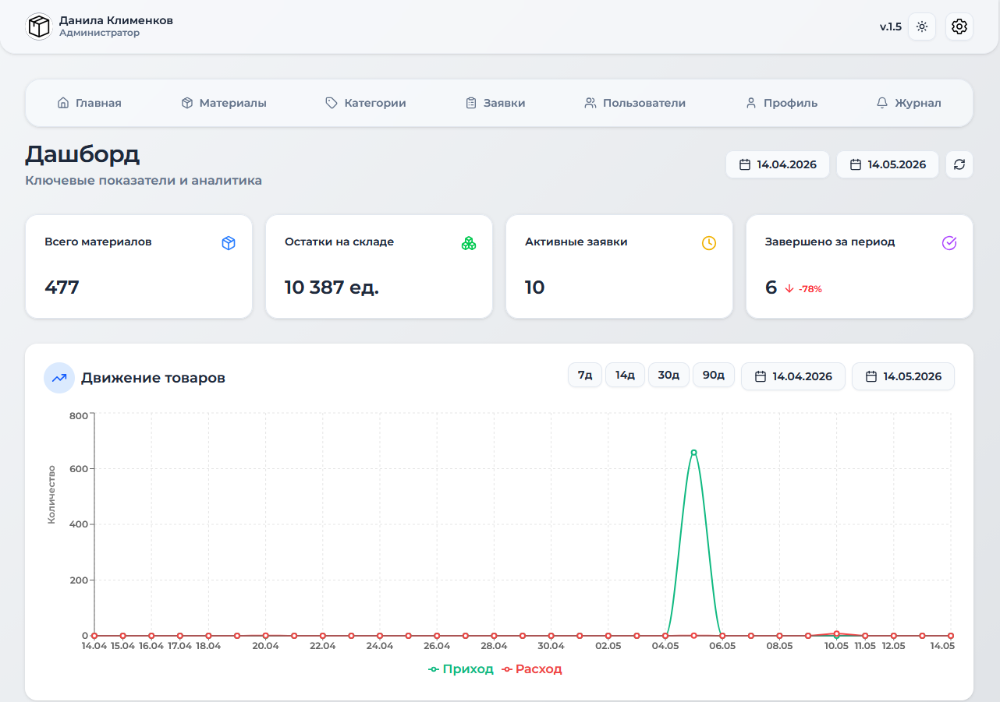 Данила Клименков
Администратор
v.1.5
Главная
Материалы
Категории
Заявки
Пользователи
Профиль
Журнал
Дашборд
Ключевые показатели и аналитика
14.04.2026
14.05.2026
Всего материалов
477
Остатки на складе
10 387 ед.
Активные заявки
10
Завершено за период
6 -78%
Движение товаров
7д
14д
30д
90д
14.04.2026
14.05.2026
Количество
800
600
400
200
0
14.04 15.04 16.04 17.04 18.04 20.04 22.04 24.04 26.04 28.04 30.04 02.05 04.05 06.05 08.05 10.05 11.05 12.05 14.05
Приход Расход